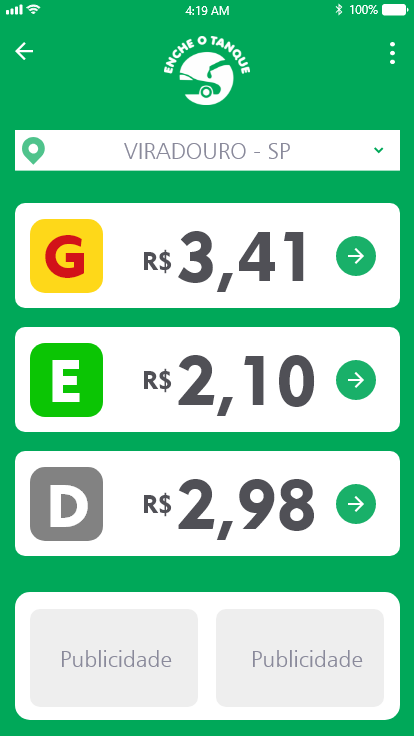 4:19 AM
100%
ENCHE O TANQUE
VIRADOURO - SP
G R$ 3,41
E R$ 2,10
D R$ 2,98
Publicidade Publicidade